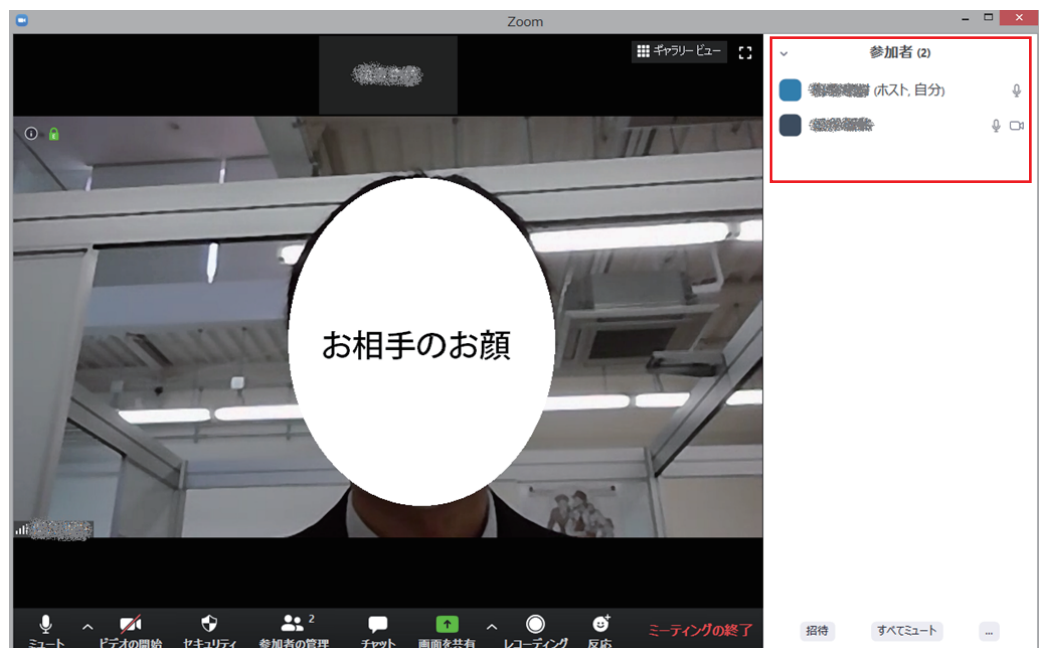 Zoom
ギャラリー ビュー
参加者 (2)
(ホスト, 自分)
お相手のお顔
ミュート
ビデオの開始
セキュリティ
参加者の管理
2
チャット
画面を共有
レコーディング
反応
ミーティングの終了
招待
すべてミュート
...